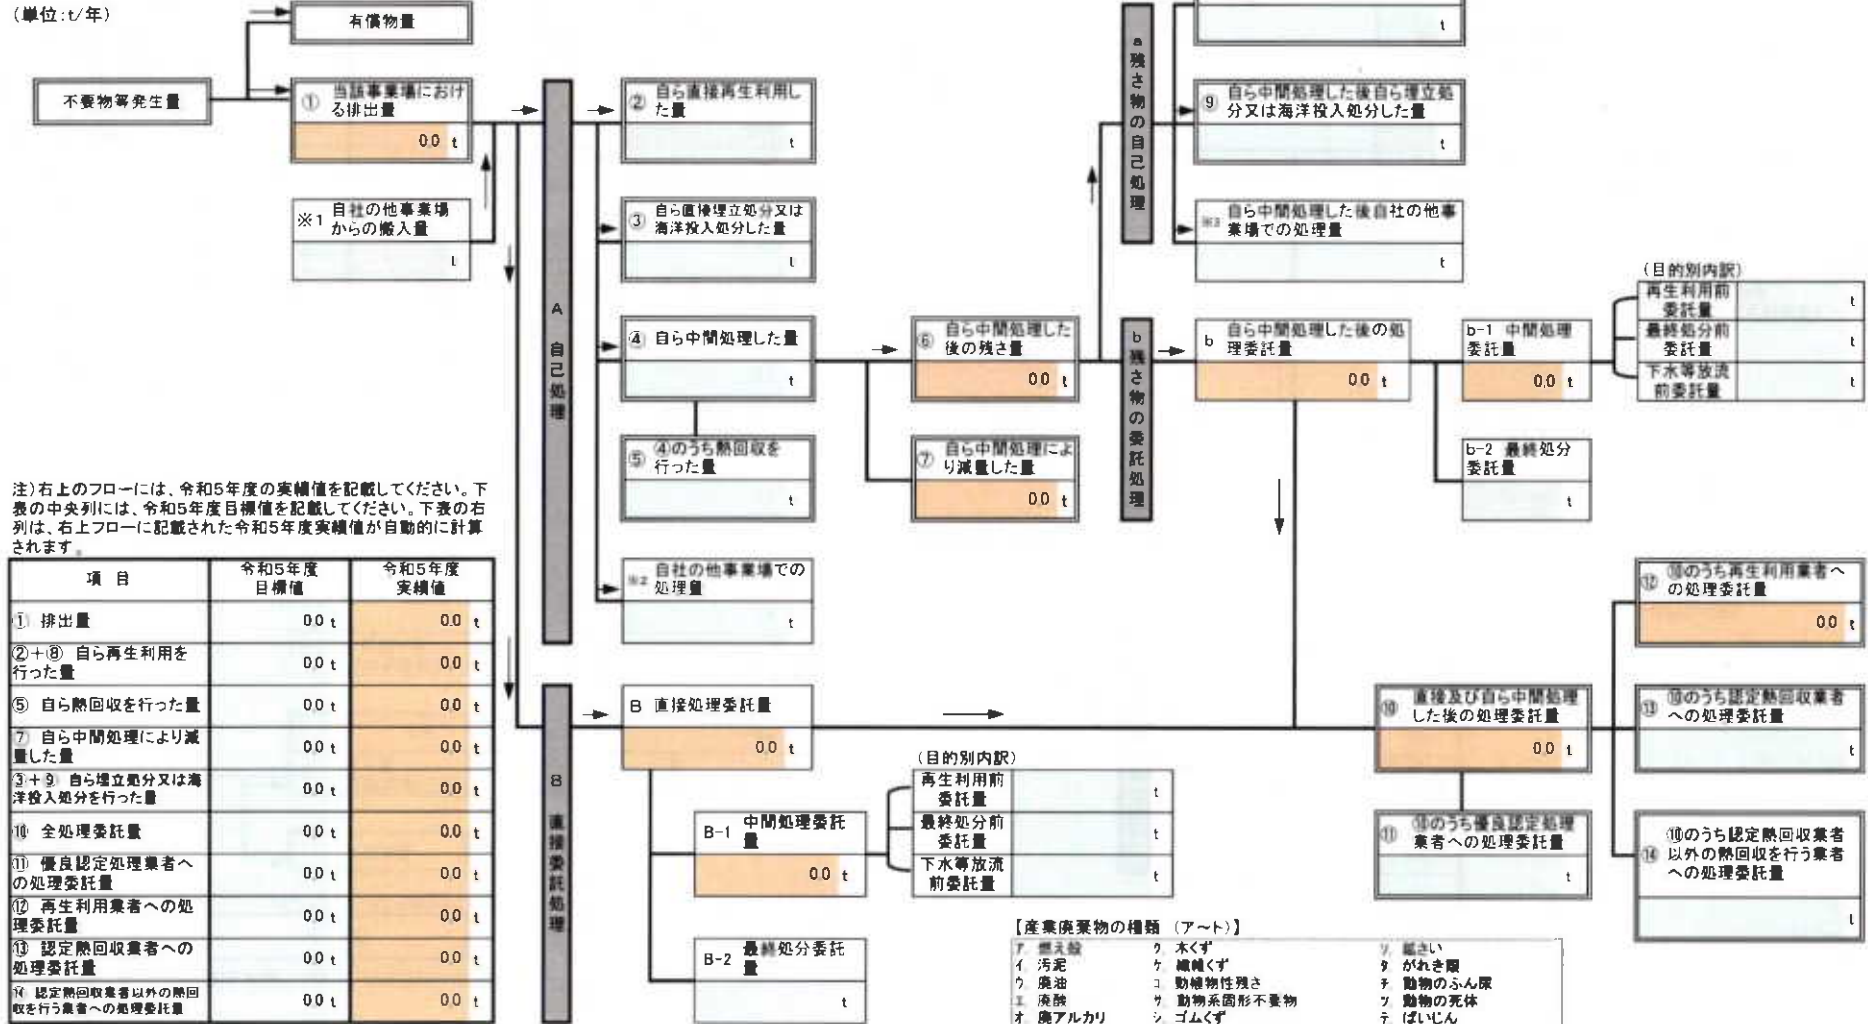 (単位:t/年)
有償物量
t
不要物等発生量
① 当該事業場におけ
る排出量
0.0 t
※1 自社の他事業場
からの搬入量
t
A 自己処理
② 自ら直接再生利用し
た量
t
③ 自ら直接埋立処分又は
海洋投入処分した量
t
④ 自ら中間処理した量
t
⑤ ④のうち熱回収を
行った量
t
※2 自社の他事業場での
処理量
t
⑥ 自ら中間処理した
後の残さ量
0.0 t
⑦ 自ら中間処理によ
り減量した量
0.0 t
a 残さ物の自己処理
⑨ 自ら中間処理した後自ら埋立処
分又は海洋投入処分した量
t
※3 自ら中間処理した後自社の他事
業場での処理量
t
b 残さ物の委託処理
b 自ら中間処理した後の処
理委託量
0.0 t
b-1 中間処理
委託量
0.0 t
b-2 最終処分
委託量
t
(目的別内訳)
再生利用前
委託量 t
最終処分前
委託量 t
下水等放流
前委託量 t
注)右上のフローには、令和5年度の実績値を記載してください。下
表の中央列には、令和5年度目標値を記載してください。下表の右
列は、右上フローに記載された令和5年度実績値が自動的に計算
されます。
項 目 令和5年度
目標値 令和5年度
実績値
① 排出量 0.0 t 0.0 t
②+⑧ 自ら再生利用を
行った量 0.0 t 0.0 t
⑤ 自ら熱回収を行った量 0.0 t 0.0 t
⑦ 自ら中間処理により減
量した量 0.0 t 0.0 t
③+⑨ 自ら埋立処分又は海
洋投入処分を行った量 0.0 t 0.0 t
⑩ 全処理委託量 0.0 t 0.0 t
⑪ 優良認定処理業者へ
の処理委託量 0.0 t 0.0 t
⑫ 再生利用業者への処
理委託量 0.0 t 0.0 t
⑬ 認定熱回収業者への
処理委託量 0.0 t 0.0 t
⑭ 認定熱回収業者以外の熱回
収を行う業者への処理委託量 0.0 t 0.0 t
B 直接委託処理
B 直接処理委託量
0.0 t
B-1 中間処理委託
量
0.0 t
B-2 最終処分委託
量
t
(目的別内訳)
再生利用前
委託量 t
最終処分前
委託量 t
下水等放流
前委託量 t
⑩ 直接及び自ら中間処理
した後の処理委託量
0.0 t
⑪ ⑩のうち優良認定処理
業者への処理委託量
t
⑫ ⑩のうち再生利用業者へ
の処理委託量
0.0 t
⑬ ⑩のうち認定熱回収業者
への処理委託量
t
⑭ ⑩のうち認定熱回収業者
以外の熱回収を行う業者
への処理委託量
t
【産業廃棄物の種類 (ア~ト)】
ア. 燃え殻 ク. 木くず ソ. 鉱さい
イ. 汚泥 ケ. 繊維くず タ. がれき類
ウ. 廃油 コ. 動植物性残さ チ. 動物のふん尿
エ. 廃酸 サ. 動物系固形不要物 ツ. 動物の死体
オ. 廃アルカリ シ. ゴムくず テ. ばいじん